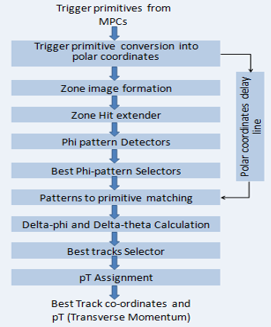 Trigger primitives from
MPCs
Trigger primitive conversion into
polar coordinates
Zone image formation
Zone Hit extender
Phi pattern Detectors
Best Phi-pattern Selectors
Patterns to primitive matching
Delta-phi and Delta-theta Calculation
Best tracks Selector
pT Assignment
Best Track co-ordinates and
pT (Transverse Momentum)
Polar coordinates delay
line